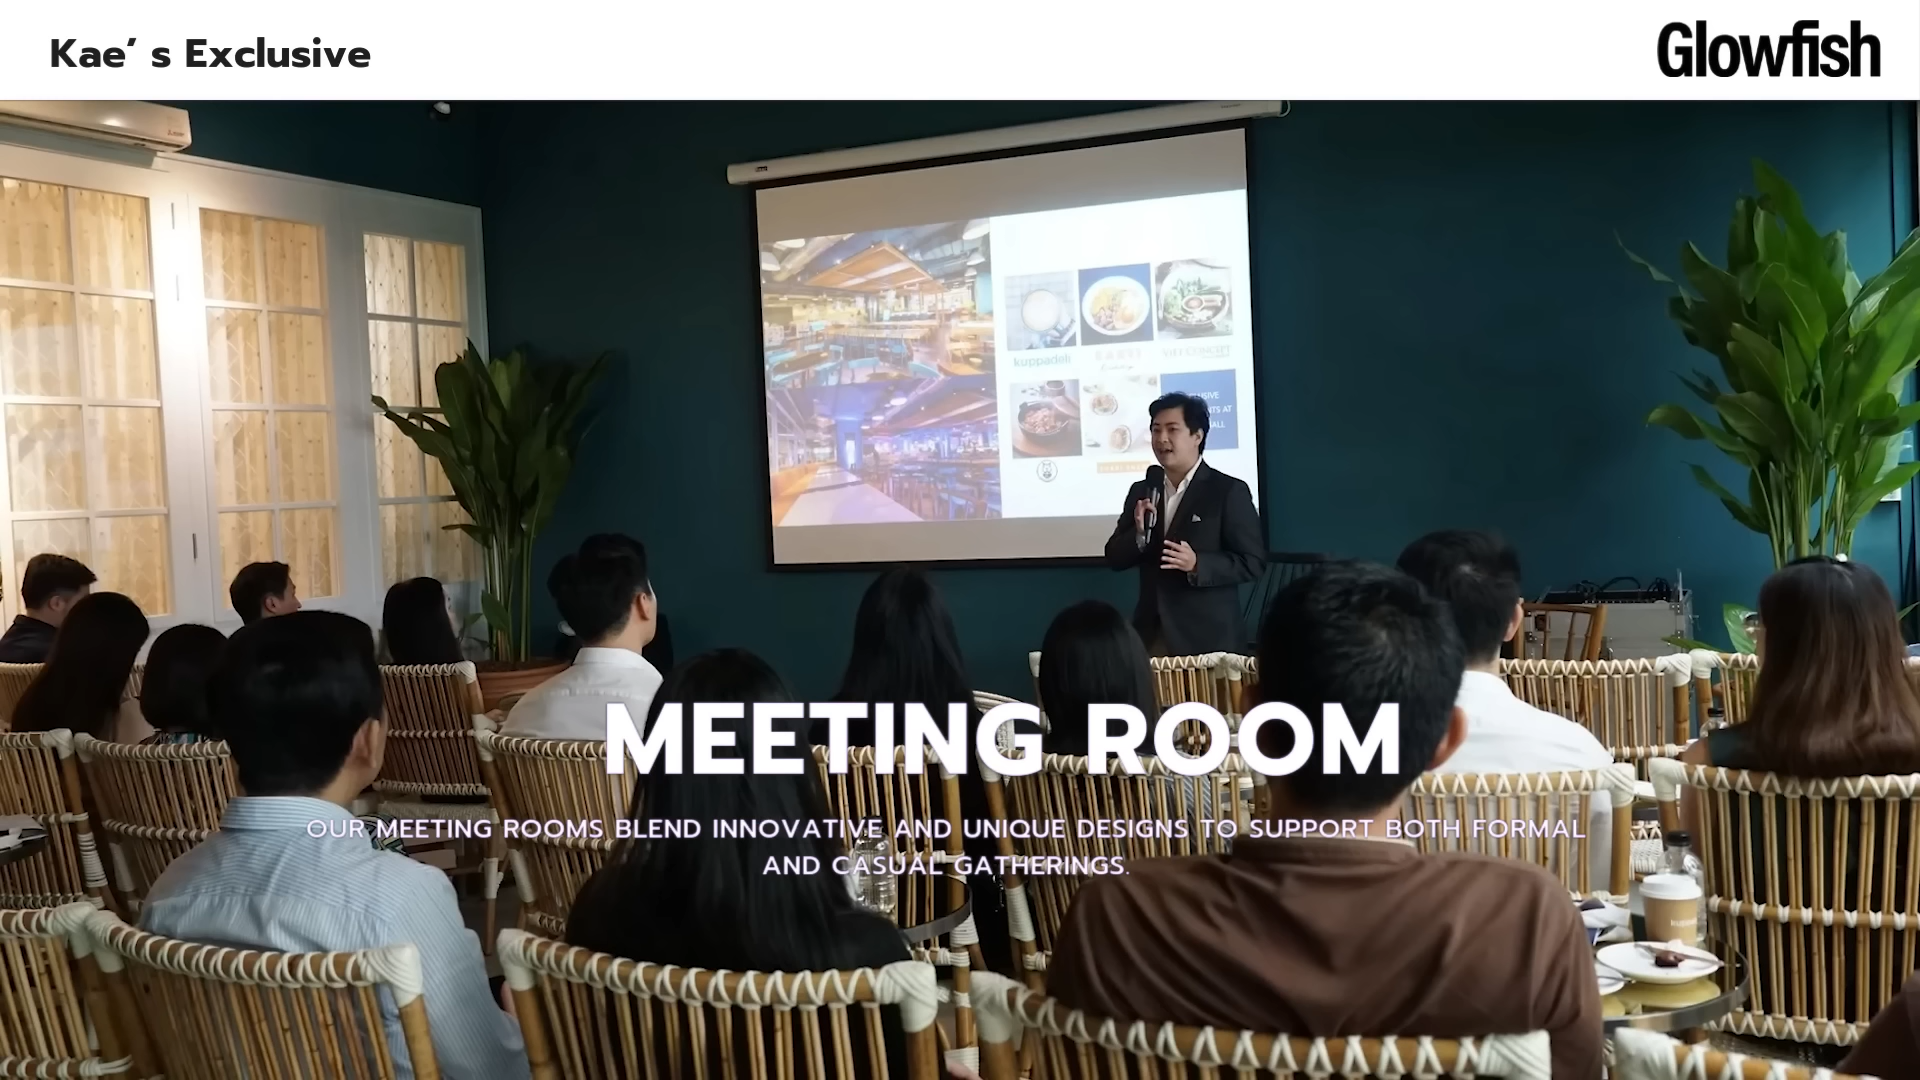 Kae’ s Exclusive
Glowfish
kuppadeli
MEETING ROOM
OUR MEETING ROOMS BLEND INNOVATIVE AND UNIQUE DESIGNS TO SUPPORT BOTH FORMAL
AND CASUAL GATHERINGS.